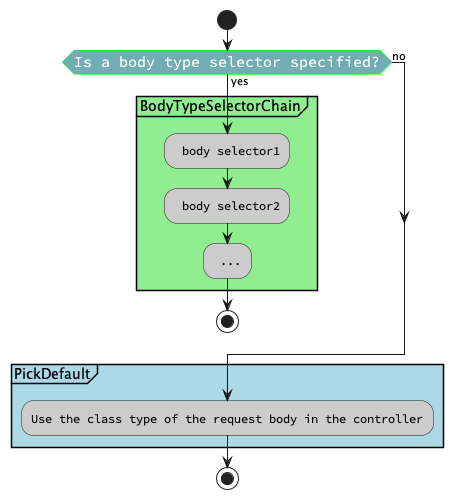 Is a body type selector specified?
no
yes
BodyTypeSelectorChain
body selector1
body selector2
...
PickDefault
Use the class type of the request body in the controller